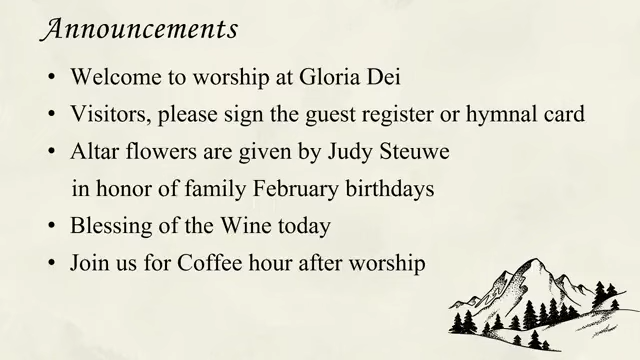 Announcements
• Welcome to worship at Gloria Dei
• Visitors, please sign the guest register or hymnal card
• Altar flowers are given by Judy Steuwe
in honor of family February birthdays
• Blessing of the Wine today
• Join us for Coffee hour after worship